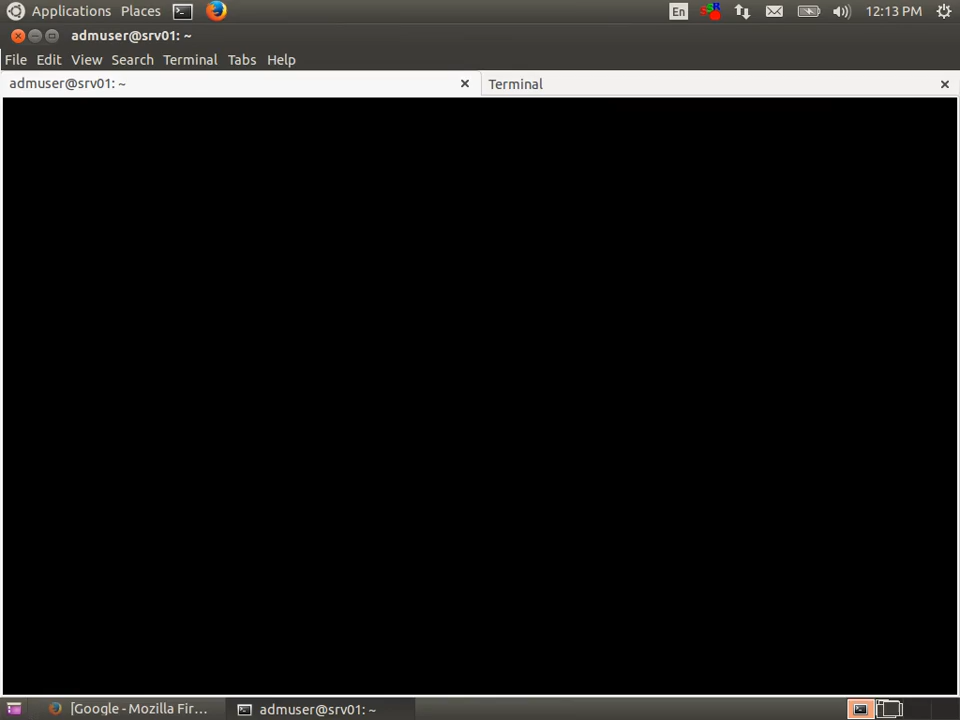 Applications Places En 12:13 PM
admuser@srv01: ~
File Edit View Search Terminal Tabs Help
admuser@srv01: ~ Terminal
[Google - Mozilla Fir... admuser@srv01: ~